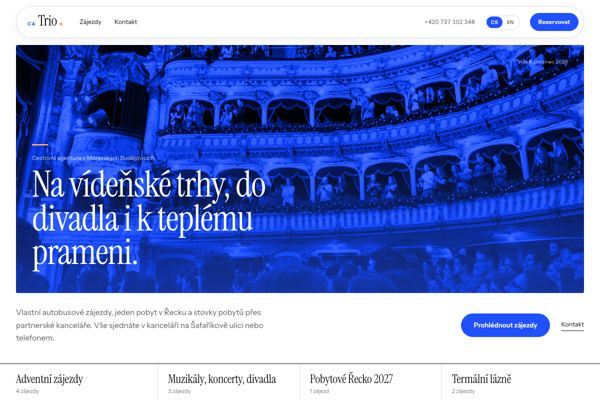 CA Trio
Zájezdy
Kontakt
+420 737 102 348
CS
EN
Rezervovat
Vídeň, prosinec 2026
Cestovní agentura v Moravských Budějovicích
Na vídeňské trhy, do
divadla i k teplému
prameni.
Vlastní autobusové zájezdy, jeden pobyt v Řecku a stovky pobytů přes
partnerské kanceláře. Vše sjednáte v kanceláři na Šafaříkově ulici nebo
telefonem.
Prohlédnout zájezdy
Kontakt
Adventní zájezdy
4 zájezdy
Muzikály, koncerty, divadla
3 zájezdy
Pobytové Řecko 2027
1 zájezd
Termální lázně
2 zájezdy